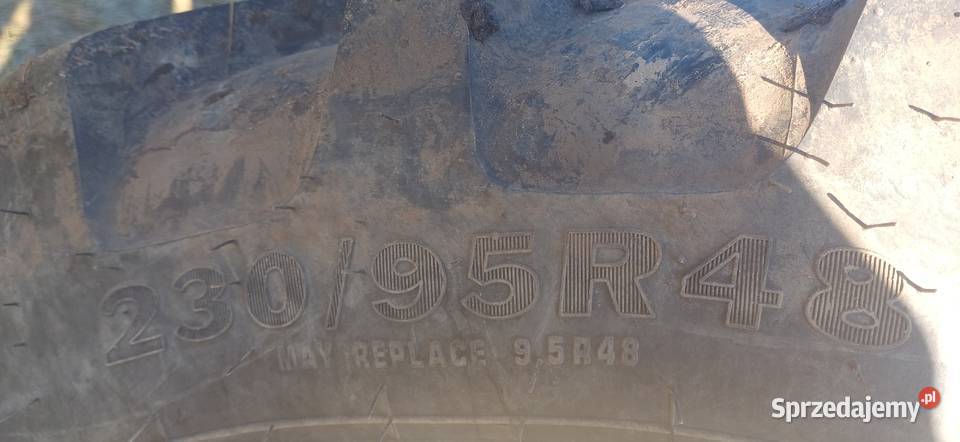 230/95R48
MAY REPLACE 9.5R48
Sprzedajemy.pl